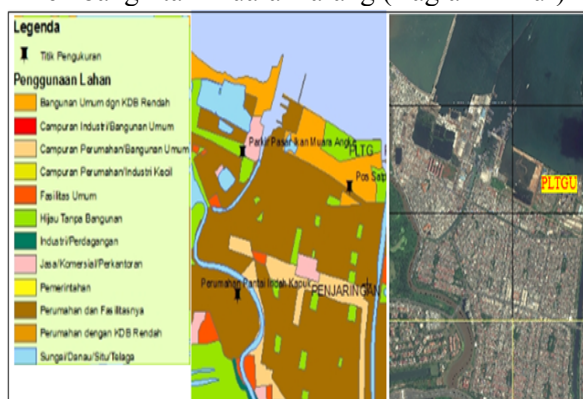 Legenda
Titik Pengukuran
Penggunaan Lahan
Bangunan Umum dgn KDB Rendah
Campuran Industri/Bangunan Umum
Campuran Perumahan/Bangunan Umum
Campuran Perumahan/Industri Kecil
Fasilitas Umum
Hijau Tanpa Bangunan
Industri/Perdagangan
Jasa/Komersial/Perkantoran
Pemerintahan
Perumahan dan Fasilitasnya
Perumahan dengan KDB Rendah
Sungai/Danau/Situ/Telaga
Parkir Pasar Ikan Muara Angke
PLTG
Pos
Perumahan Pantai Indah Kapuk
PENJARINGAN
PLTGU